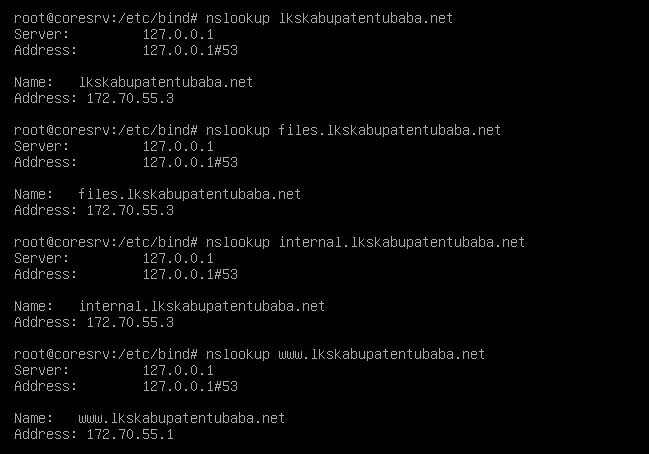 root@coresrv:/etc/bind# nslookup lkskabupatentubaba.net
Server:         127.0.0.1
Address:        127.0.0.1#53

Name:   lkskabupatentubaba.net
Address: 172.70.55.3

root@coresrv:/etc/bind# nslookup files.lkskabupatentubaba.net
Server:         127.0.0.1
Address:        127.0.0.1#53

Name:   files.lkskabupatentubaba.net
Address: 172.70.55.3

root@coresrv:/etc/bind# nslookup internal.lkskabupatentubaba.net
Server:         127.0.0.1
Address:        127.0.0.1#53

Name:   internal.lkskabupatentubaba.net
Address: 172.70.55.3

root@coresrv:/etc/bind# nslookup www.lkskabupatentubaba.net
Server:         127.0.0.1
Address:        127.0.0.1#53

Name:   www.lkskabupatentubaba.net
Address: 172.70.55.1